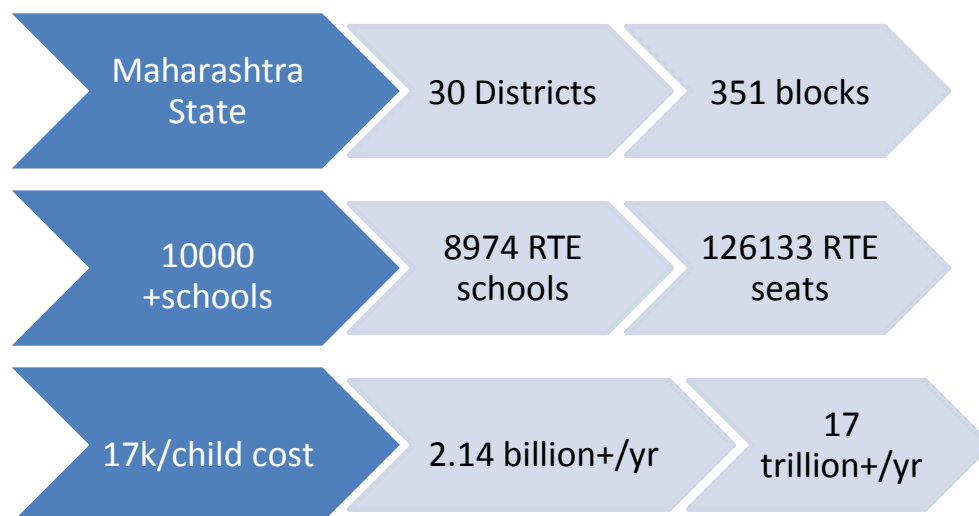 Maharashtra
State
30 Districts
351 blocks
10000
+schools
8974 RTE
schools
126133 RTE
seats
17k/child cost
2.14 billion+/yr
17
trillion+/yr